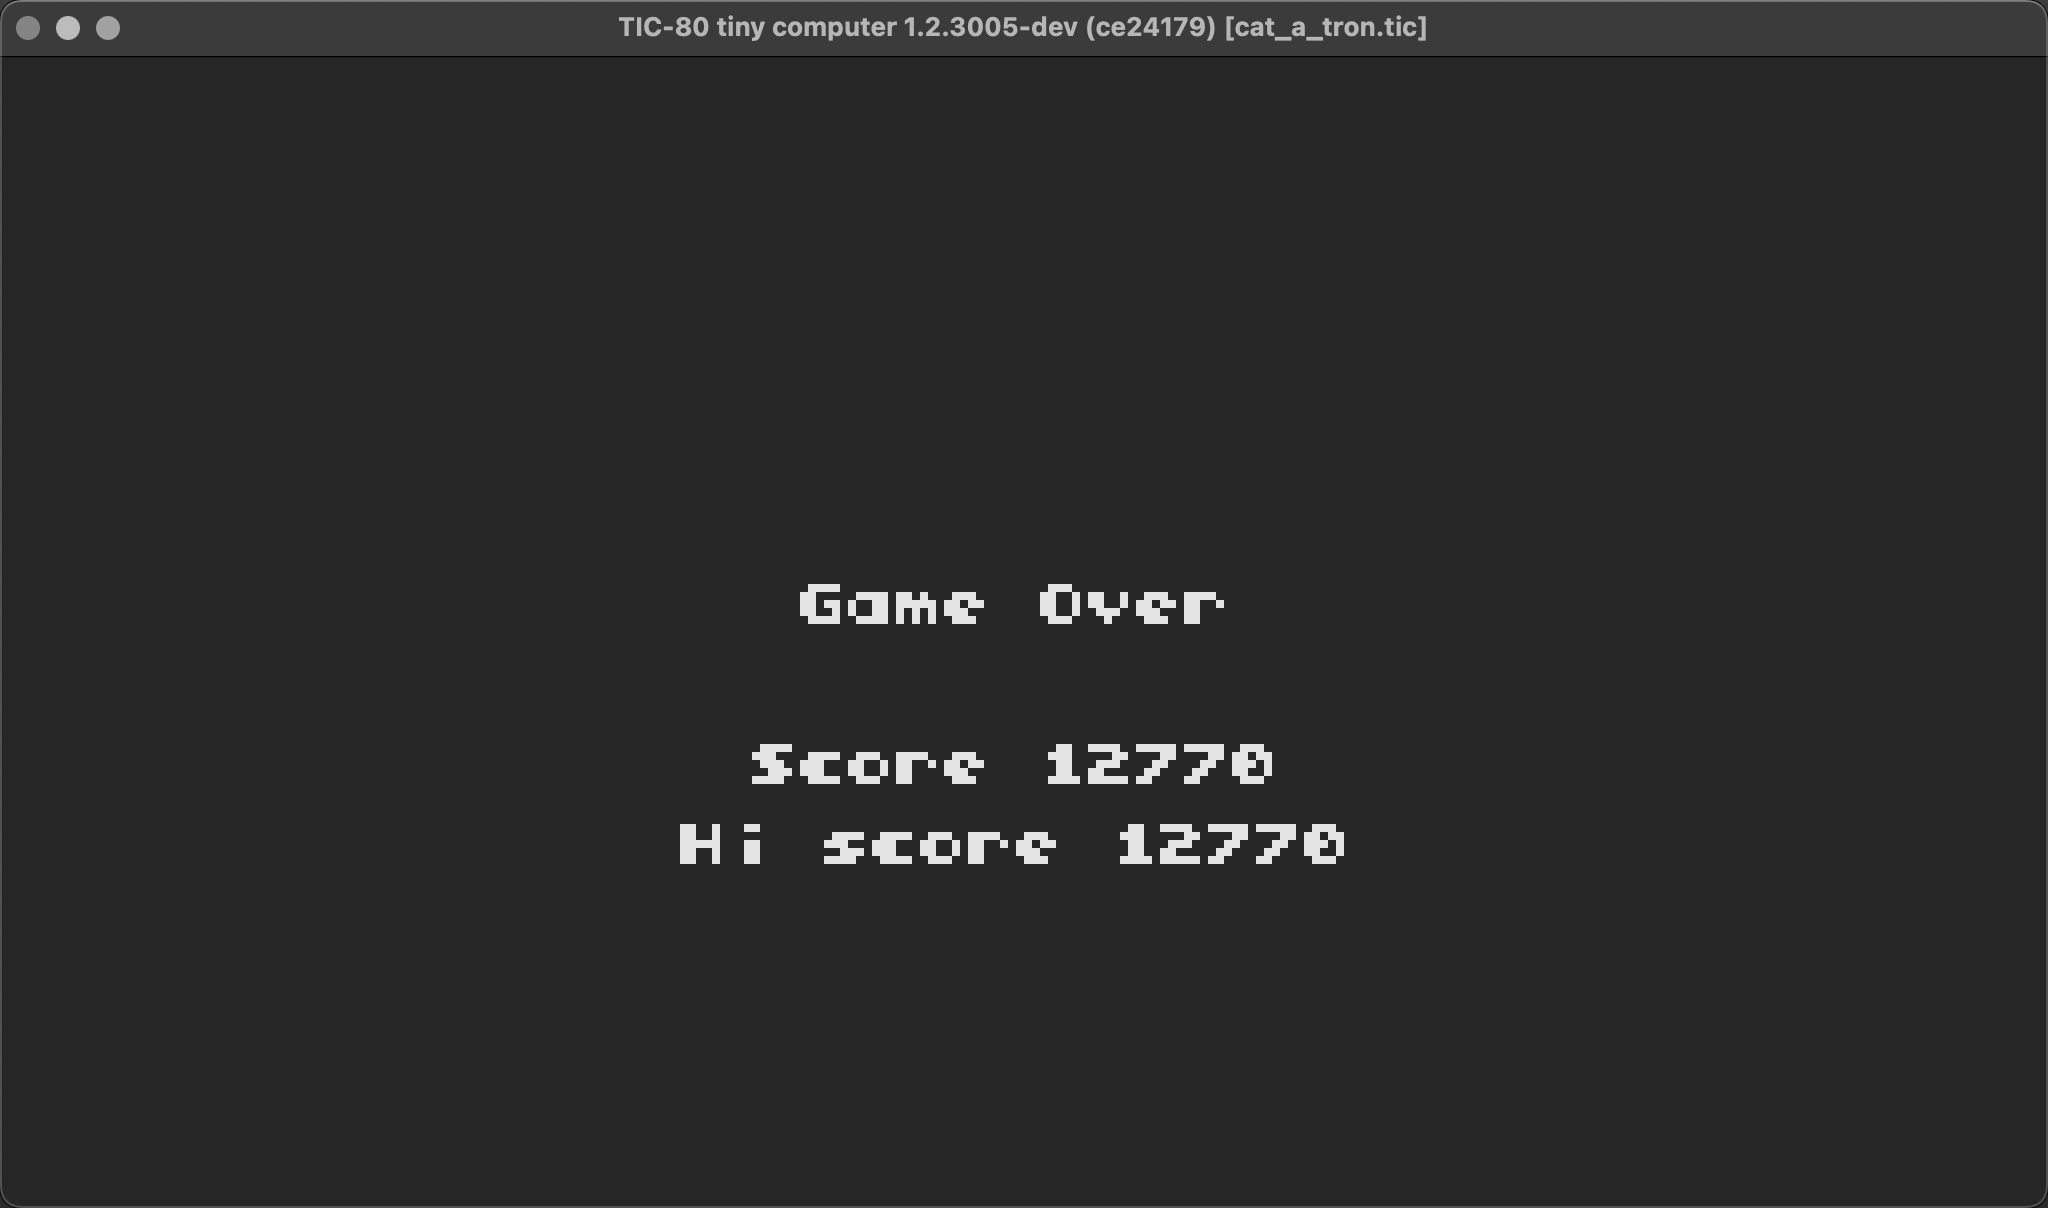 TIC-80 tiny computer 1.2.3005-dev (ce24179) [cat_a_tron.tic]
Game Over
Score 12770
Hi score 12770